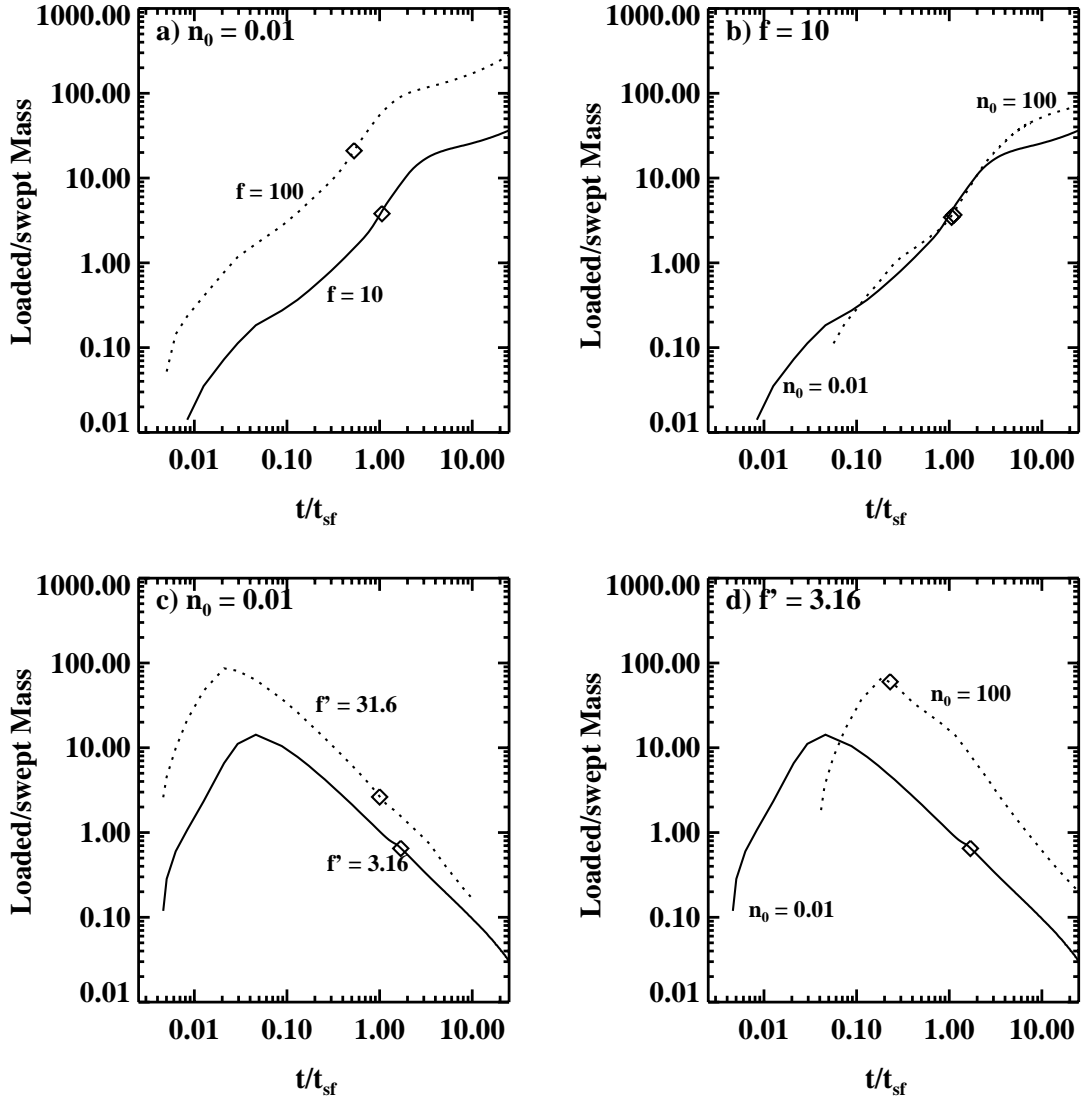 a) n₀ = 0.01
Loaded/swept Mass
1000.00
100.00
10.00
1.00
0.10
0.01
f = 100
f = 10
0.01 0.10 1.00 10.00
t/t_sf
b) f = 10
Loaded/swept Mass
1000.00
100.00
10.00
1.00
0.10
0.01
n₀ = 100
n₀ = 0.01
0.01 0.10 1.00 10.00
t/t_sf
c) n₀ = 0.01
Loaded/swept Mass
1000.00
100.00
10.00
1.00
0.10
0.01
f' = 31.6
f' = 3.16
0.01 0.10 1.00 10.00
t/t_sf
d) f' = 3.16
Loaded/swept Mass
1000.00
100.00
10.00
1.00
0.10
0.01
n₀ = 100
n₀ = 0.01
0.01 0.10 1.00 10.00
t/t_sf